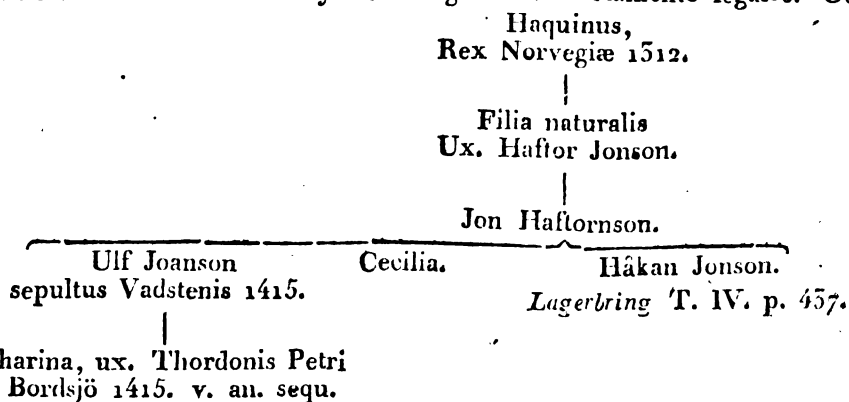 Haquinus,
Rex Norvegiæ 1312.
Filia naturalis
Ux. Haftor Jonson.
Jon Haftornson.
Ulf Joanson
sepultus Vadstenis 1415.
Cecilia.
Håkan Jonson.
Lagerbring T. IV. p. 437.
harina, ux. Thordonis Petri
Bordsjö 1415. v. an. sequ.